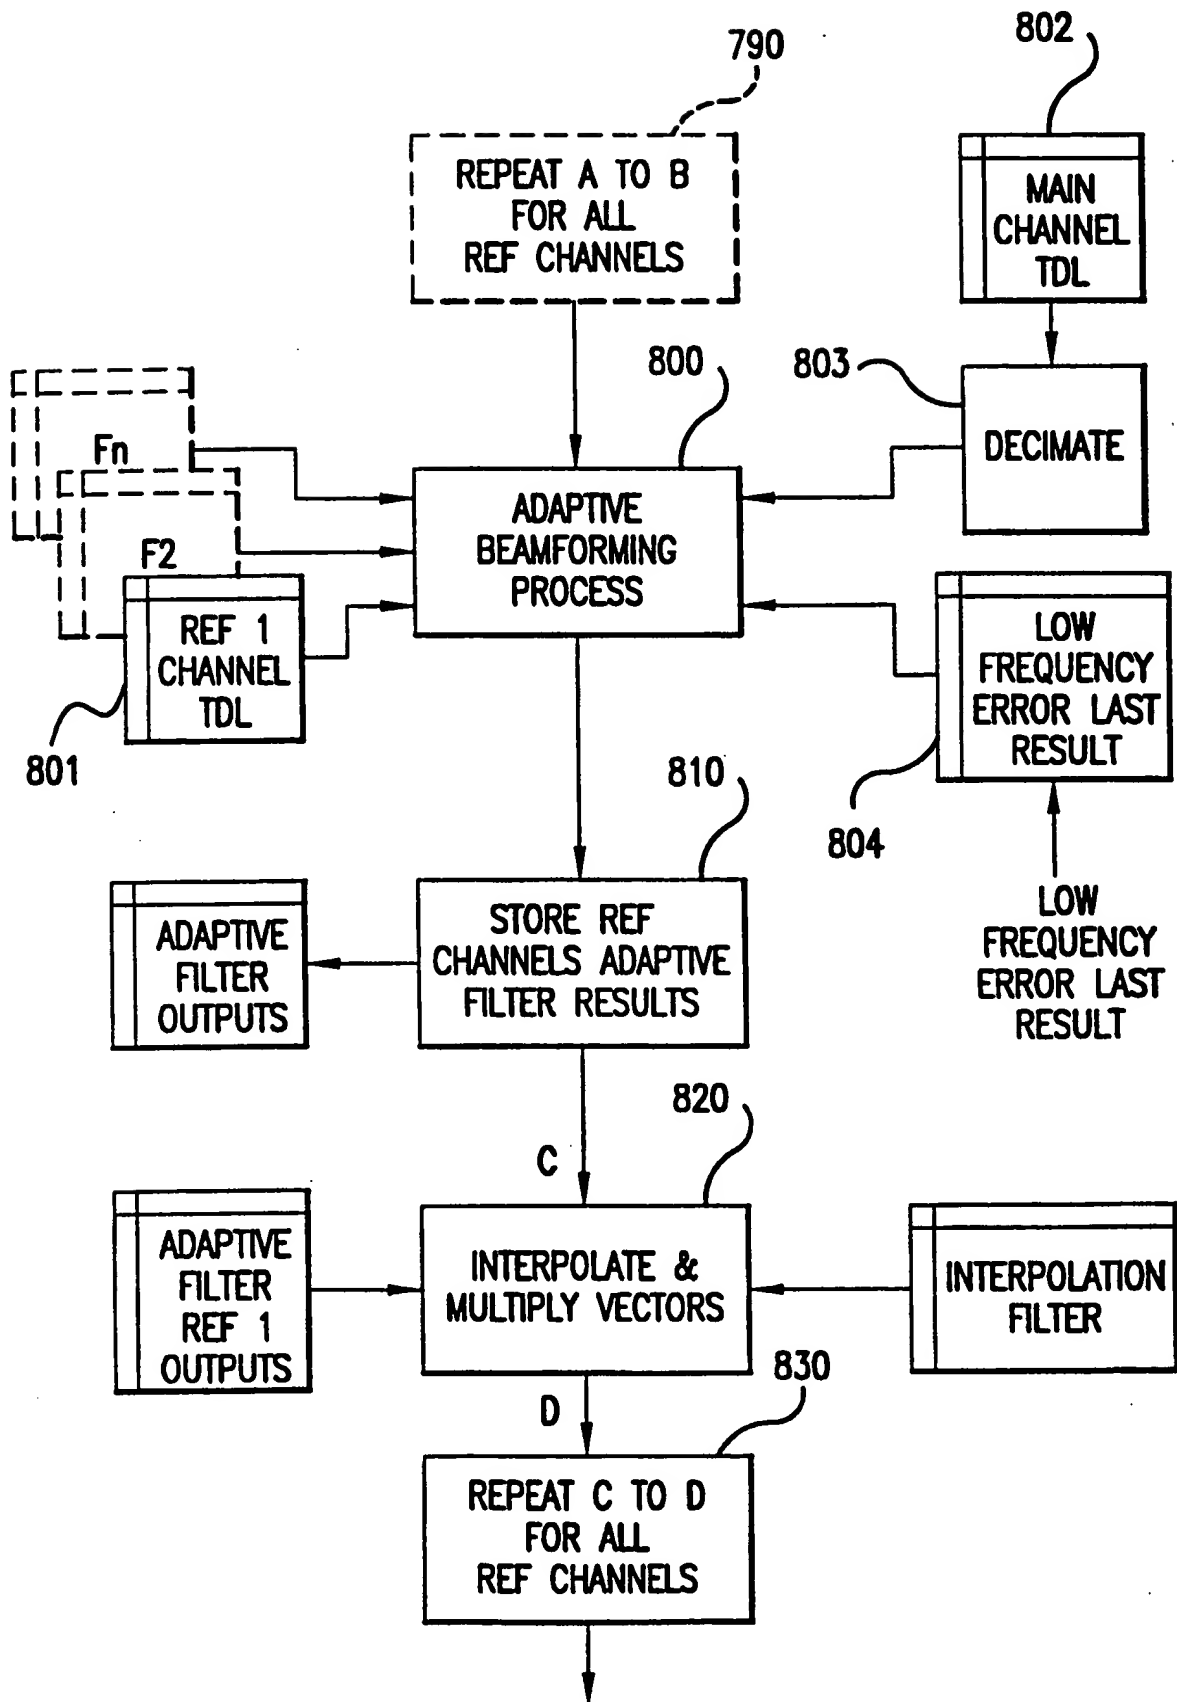 802
790
REPEAT A TO B
FOR ALL
REF CHANNELS
MAIN
CHANNEL
TDL
800
803
DECIMATE
Fn
F2
REF 1
CHANNEL
TDL
801
ADAPTIVE
BEAMFORMING
PROCESS
LOW
FREQUENCY
ERROR LAST
RESULT
804
LOW
FREQUENCY
ERROR LAST
RESULT
810
ADAPTIVE
FILTER
OUTPUTS
STORE REF
CHANNELS ADAPTIVE
FILTER RESULTS
820
C
ADAPTIVE
FILTER
REF 1
OUTPUTS
INTERPOLATE &
MULTIPLY VECTORS
INTERPOLATION
FILTER
830
D
REPEAT C TO D
FOR ALL
REF CHANNELS